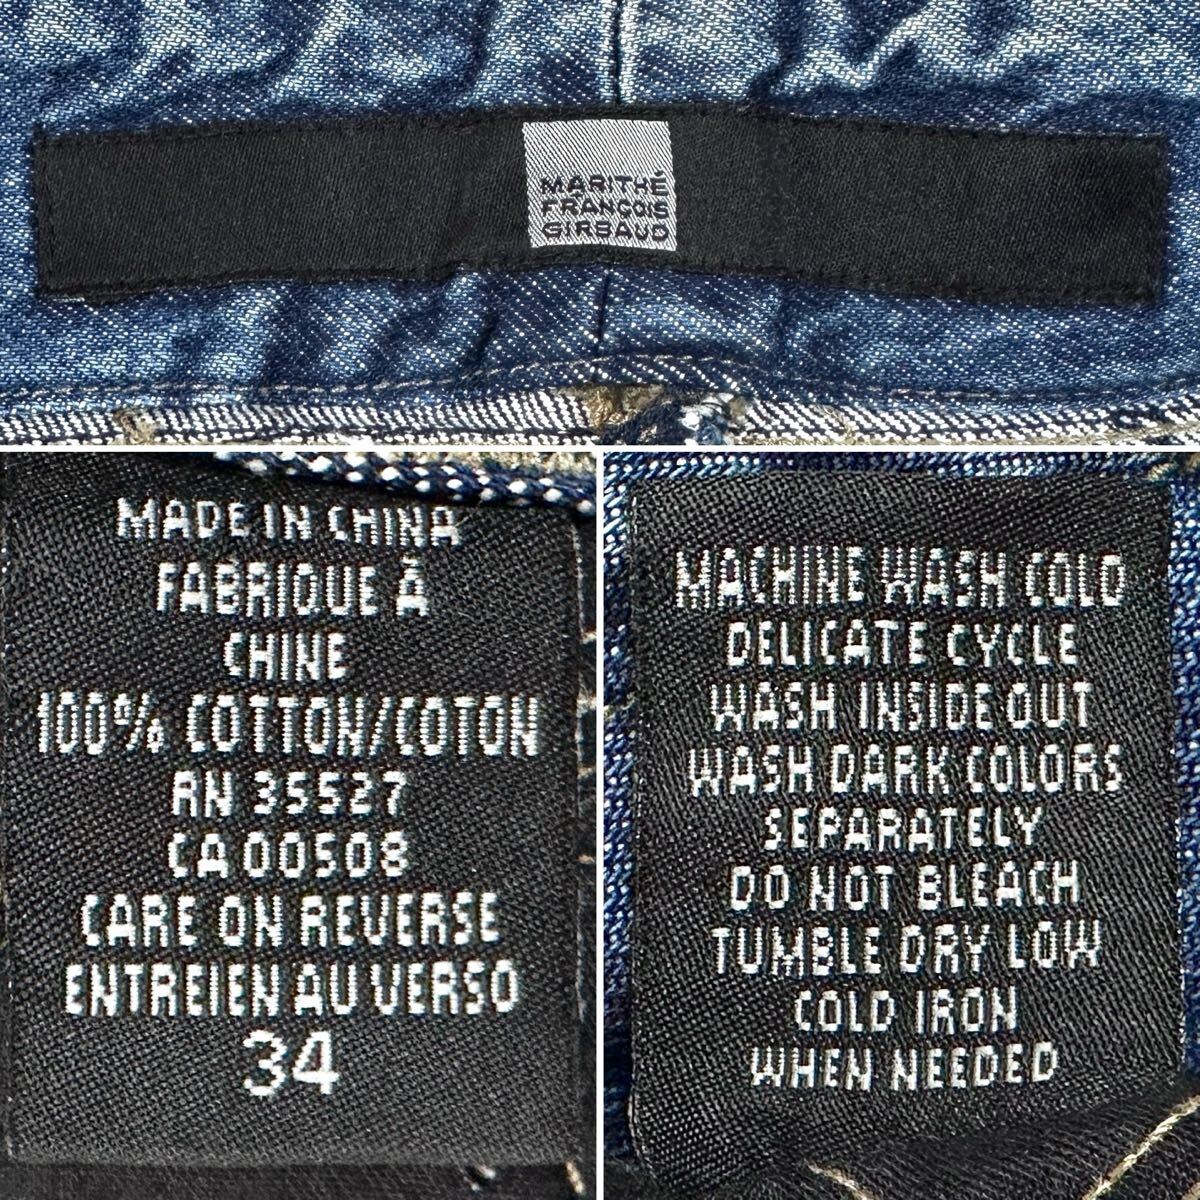 MARITHÉ
FRANÇOIS
GIRBAUD
MADE IN CHINA
FABRIQUE À
CHINE
100% COTTON/COTON
RN 35527
CA 00508
CARE ON REVERSE
ENTREIEN AU VERSO
34
MACHINE WASH COLD
DELICATE CYCLE
WASH INSIDE OUT
WASH DARK COLORS
SEPARATELY
DO NOT BLEACH
TUMBLE DRY LOW
COLD IRON
WHEN NEEDED